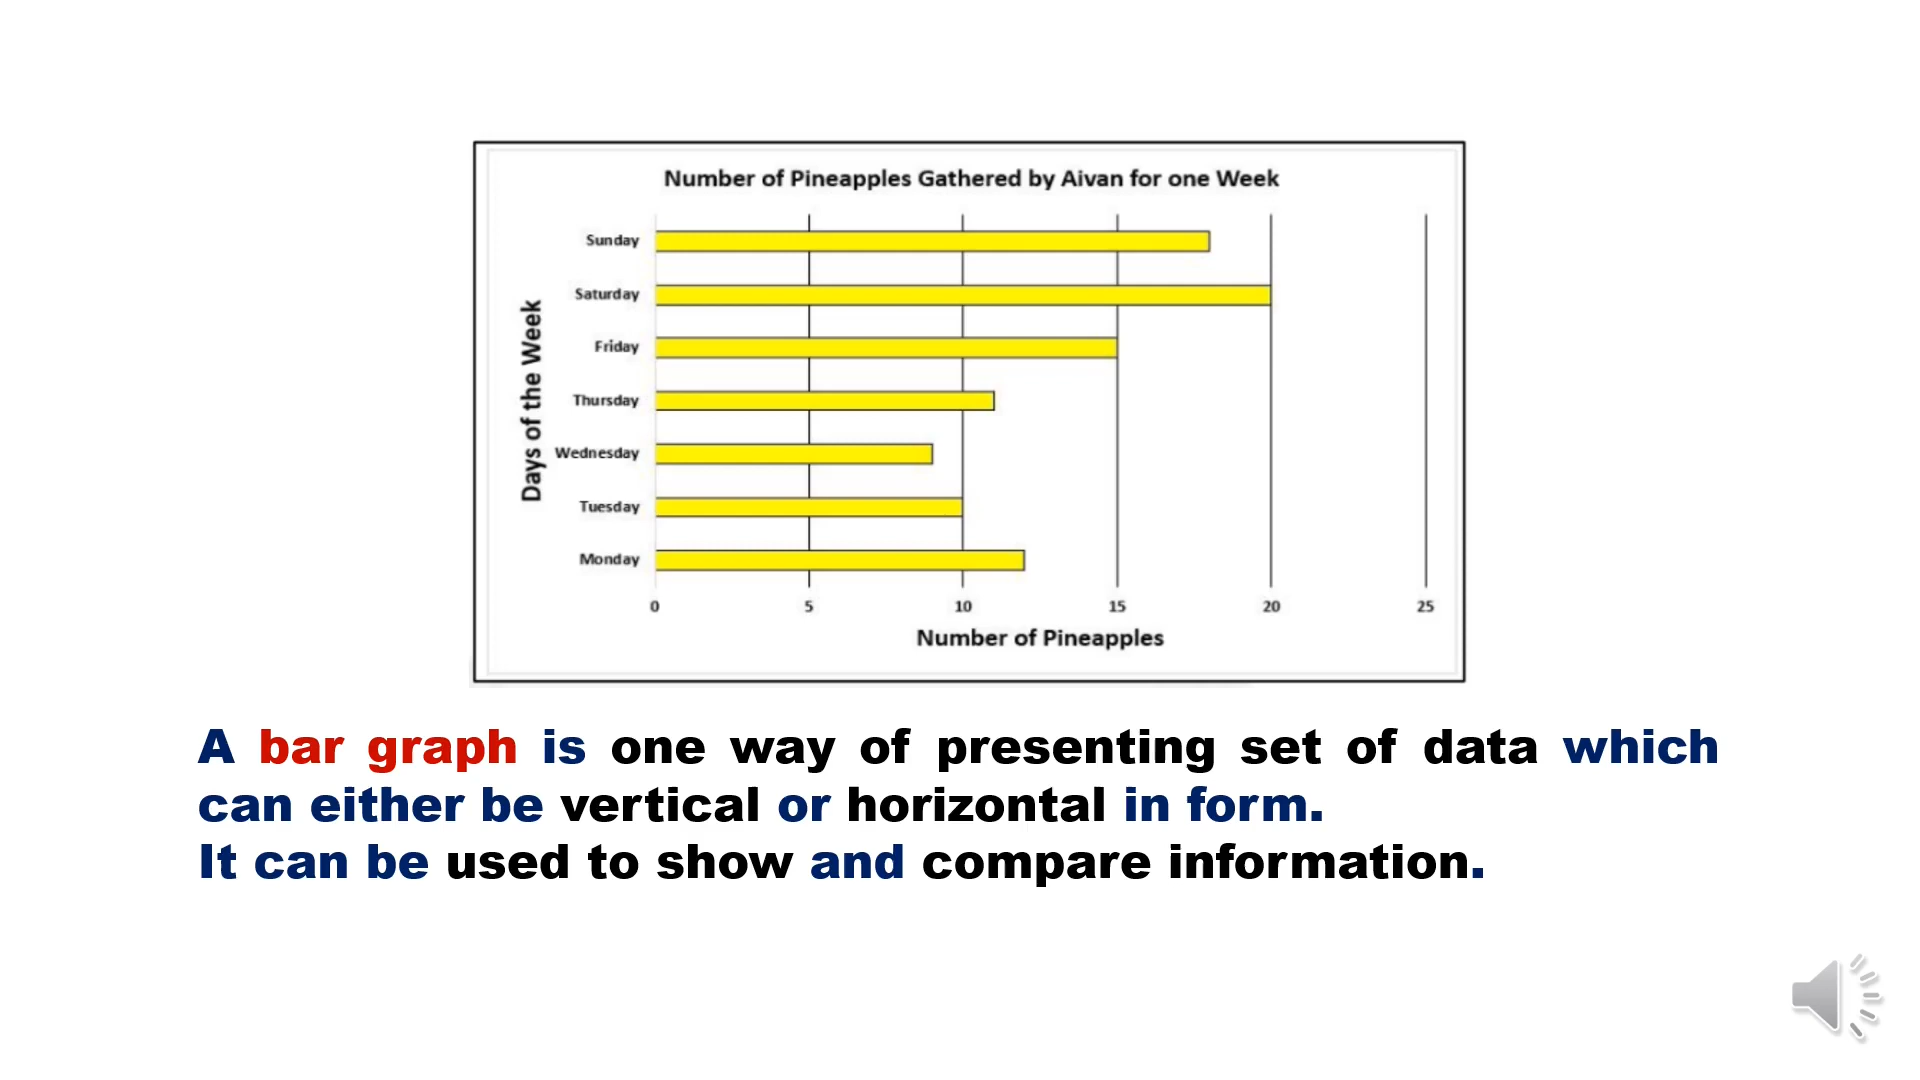 Number of Pineapples Gathered by Aivan for one Week
Days of the Week
Sunday
Saturday
Friday
Thursday
Wednesday
Tuesday
Monday
0 5 10 15 20 25
Number of Pineapples
A bar graph is one way of presenting set of data which
can either be vertical or horizontal in form.
It can be used to show and compare information.